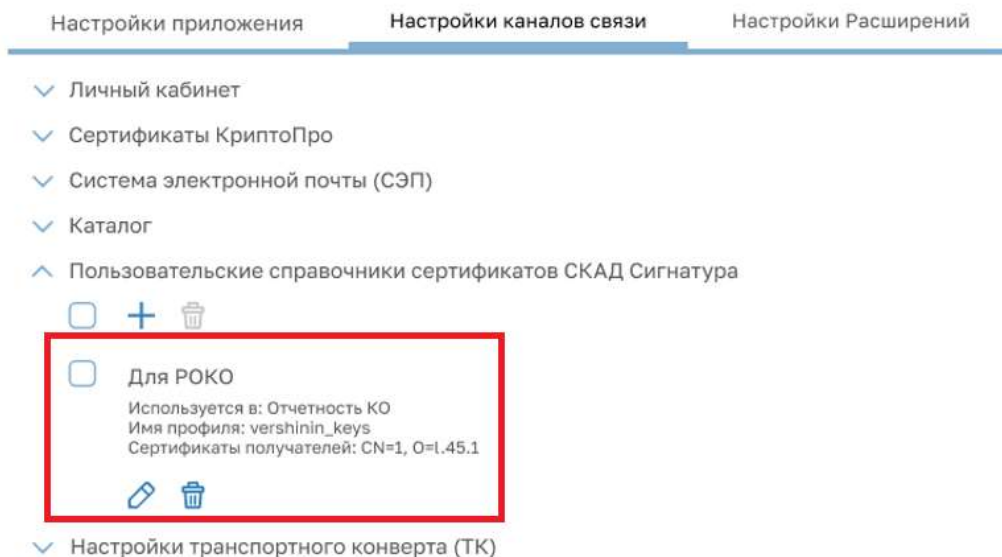 Настройки приложения Настройки каналов связи Настройки Расширений
Личный кабинет
Сертификаты КриптоПро
Система электронной почты (СЭП)
Каталог
Пользовательские справочники сертификатов СКАД Сигнатура
Для РОКО
Используется в: Отчетность КО
Имя профиля: vershinin_keys
Сертификаты получателей: CN=1, O=l.45.1
Настройки транспортного конверта (ТК)